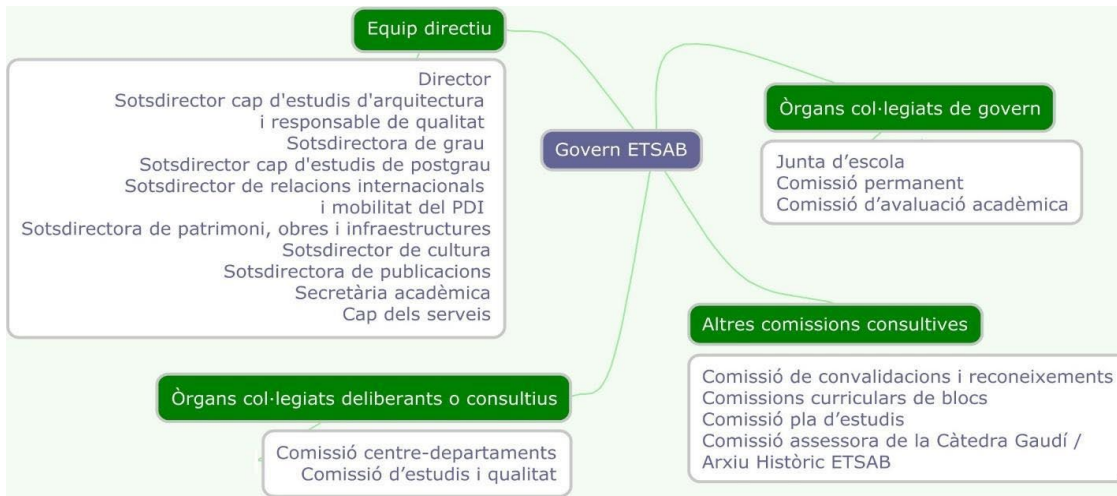 Equip directiu
Director
Sotsdirector cap d'estudis d'arquitectura
i responsable de qualitat
Sotsdirectora de grau
Sotsdirector cap d'estudis de postgrau
Sotsdirector de relacions internacionals
i mobilitat del PDI
Sotsdirectora de patrimoni, obres i infraestructures
Sotsdirector de cultura
Sotsdirectora de publicacions
Secretària acadèmica
Cap dels serveis
Govern ETSAB
Òrgans col·legiats de govern
Junta d’escola
Comissió permanent
Comissió d’avaluació acadèmica
Òrgans col·legiats deliberants o consultius
Comissió centre-departaments
Comissió d’estudis i qualitat
Altres comissions consultives
Comissió de convalidacions i reconeixements
Comissions curriculars de blocs
Comissió pla d’estudis
Comissió assessora de la Càtedra Gaudí /
Arxiu Històric ETSAB